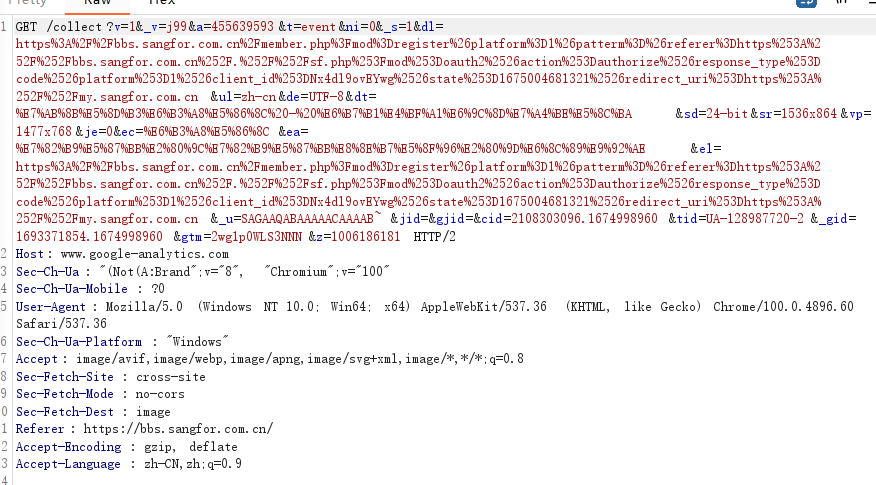 Pretty Raw Hex \n
1 GET /collect?v=1&_v=j99&a=455639593&t=event&ni=0&_s=1&dl=
https%3A%2F%2Fbbs.sangfor.com.cn%2Fmember.php%3Fmod%3Dregister%26platform%3D1%26patterm%3D%26referer%3Dhttps%253A%2
52F%252Fbbs.sangfor.com.cn%252F.%252F%252Fsf.php%253Fmod%253Doauth2%2526action%253Dauthorize%2526response_type%253D
code%2526platform%253D1%2526client_id%253DNx4dl9ovEYwg%2526state%253D1675004681321%2526redirect_uri%253Dhttps%253A%
252F%252Fmy.sangfor.com.cn &ul=zh-cn&de=UTF-8&dt=
%E7%AB%8B%E5%8D%B3%E6%B3%A8%E5%86%8C%20-%20%E6%B7%B1%E4%BF%A1%E6%9C%8D%E7%A4%BE%E5%8C%BA &sd=24-bit&sr=1536x864&vp=
1477x768&je=0&ec=%E6%B3%A8%E5%86%8C &ea=
%E7%82%B9%E5%87%BB%E2%80%9C%E7%82%B9%E5%87%BB%E8%8E%B7%E5%8F%96%E2%80%9D%E6%8C%89%E9%92%AE &el=
https%3A%2F%2Fbbs.sangfor.com.cn%2Fmember.php%3Fmod%3Dregister%26platform%3D1%26patterm%3D%26referer%3Dhttps%253A%2
52F%252Fbbs.sangfor.com.cn%252F.%252F%252Fsf.php%253Fmod%253Doauth2%2526action%253Dauthorize%2526response_type%253D
code%2526platform%253D1%2526client_id%253DNx4dl9ovEYwg%2526state%253D1675004681321%2526redirect_uri%253Dhttps%253A%
252F%252Fmy.sangfor.com.cn &_u=SAGAAQABAAAAACAAAAB~ &jid=&gjid=&cid=2108303096.1674998960 &tid=UA-128987720-2 &_gid=
1693371854.1674998960 &gtm=2wg1p0WLS3NNN &z=1006186181 HTTP/2
2 Host: www.google-analytics.com
3 Sec-Ch-Ua: "(Not(A:Brand";v="8", "Chromium";v="100"
4 Sec-Ch-Ua-Mobile: ?0
5 User-Agent: Mozilla/5.0 (Windows NT 10.0; Win64; x64) AppleWebKit/537.36 (KHTML, like Gecko) Chrome/100.0.4896.60
Safari/537.36
6 Sec-Ch-Ua-Platform: "Windows"
7 Accept: image/avif,image/webp,image/apng,image/svg+xml,image/*,*/*;q=0.8
8 Sec-Fetch-Site: cross-site
9 Sec-Fetch-Mode: no-cors
0 Sec-Fetch-Dest: image
1 Referer: https://bbs.sangfor.com.cn/
2 Accept-Encoding: gzip, deflate
3 Accept-Language: zh-CN,zh;q=0.9
4